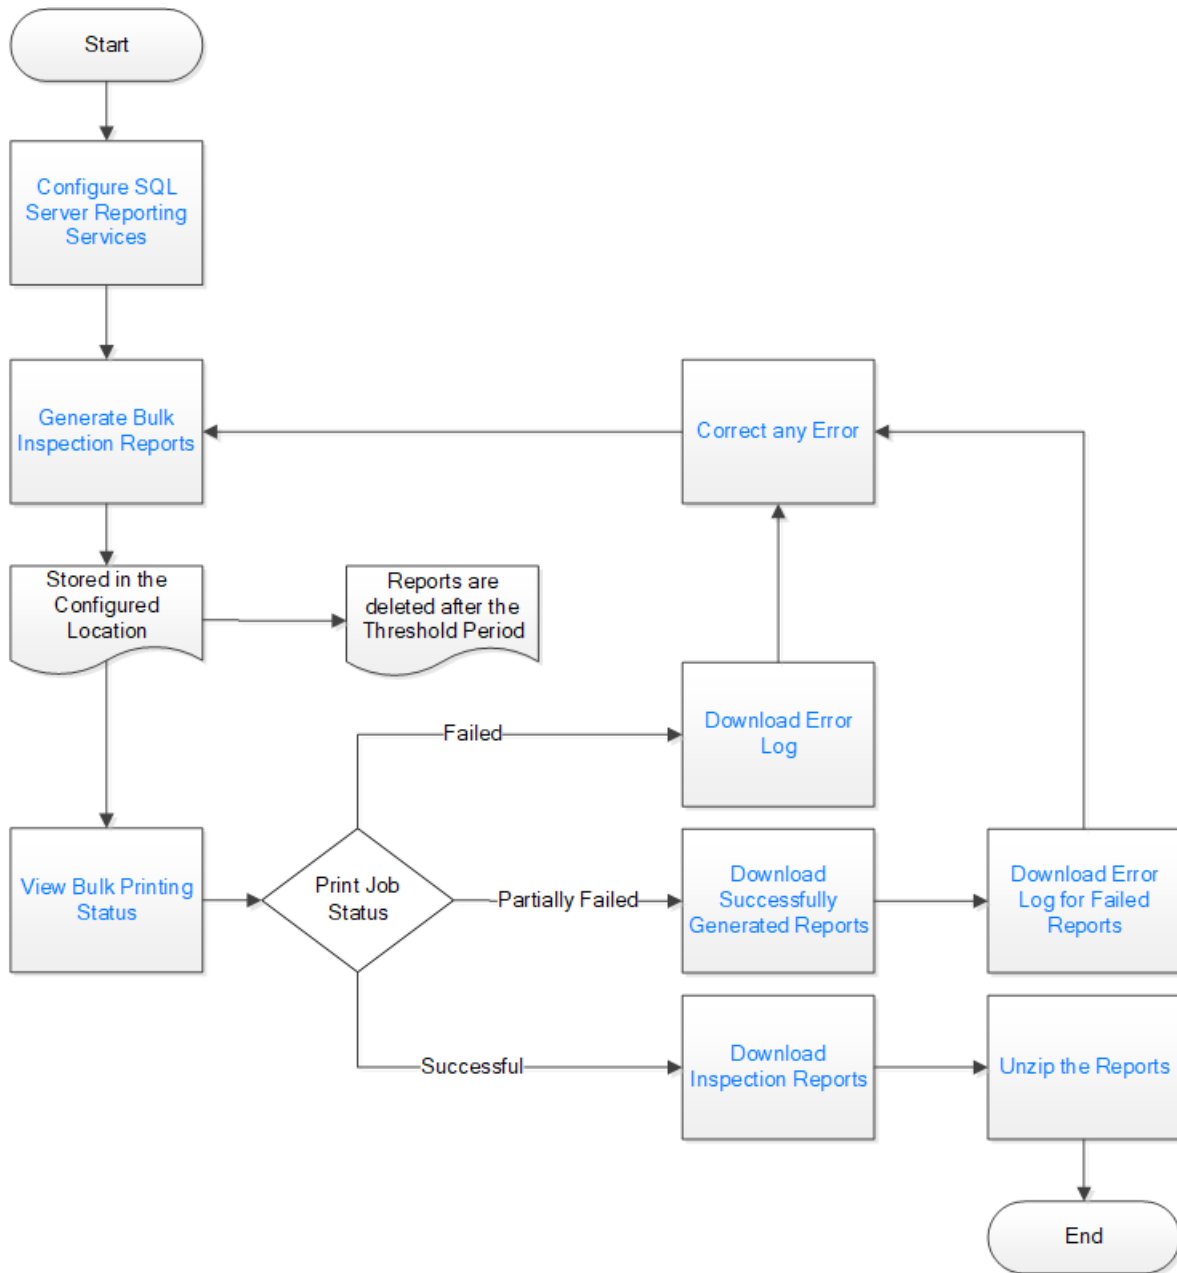 Start
Configure SQL
Server Reporting
Services
Generate Bulk
Inspection Reports
Correct any Error
Stored in the
Configured
Location
Reports are
deleted after the
Threshold Period
Failed
Download Error
Log
View Bulk Printing
Status
Print Job
Status
Partially Failed
Download
Successfully
Generated Reports
Download Error
Log for Failed
Reports
Successful
Download
Inspection Reports
Unzip the Reports
End